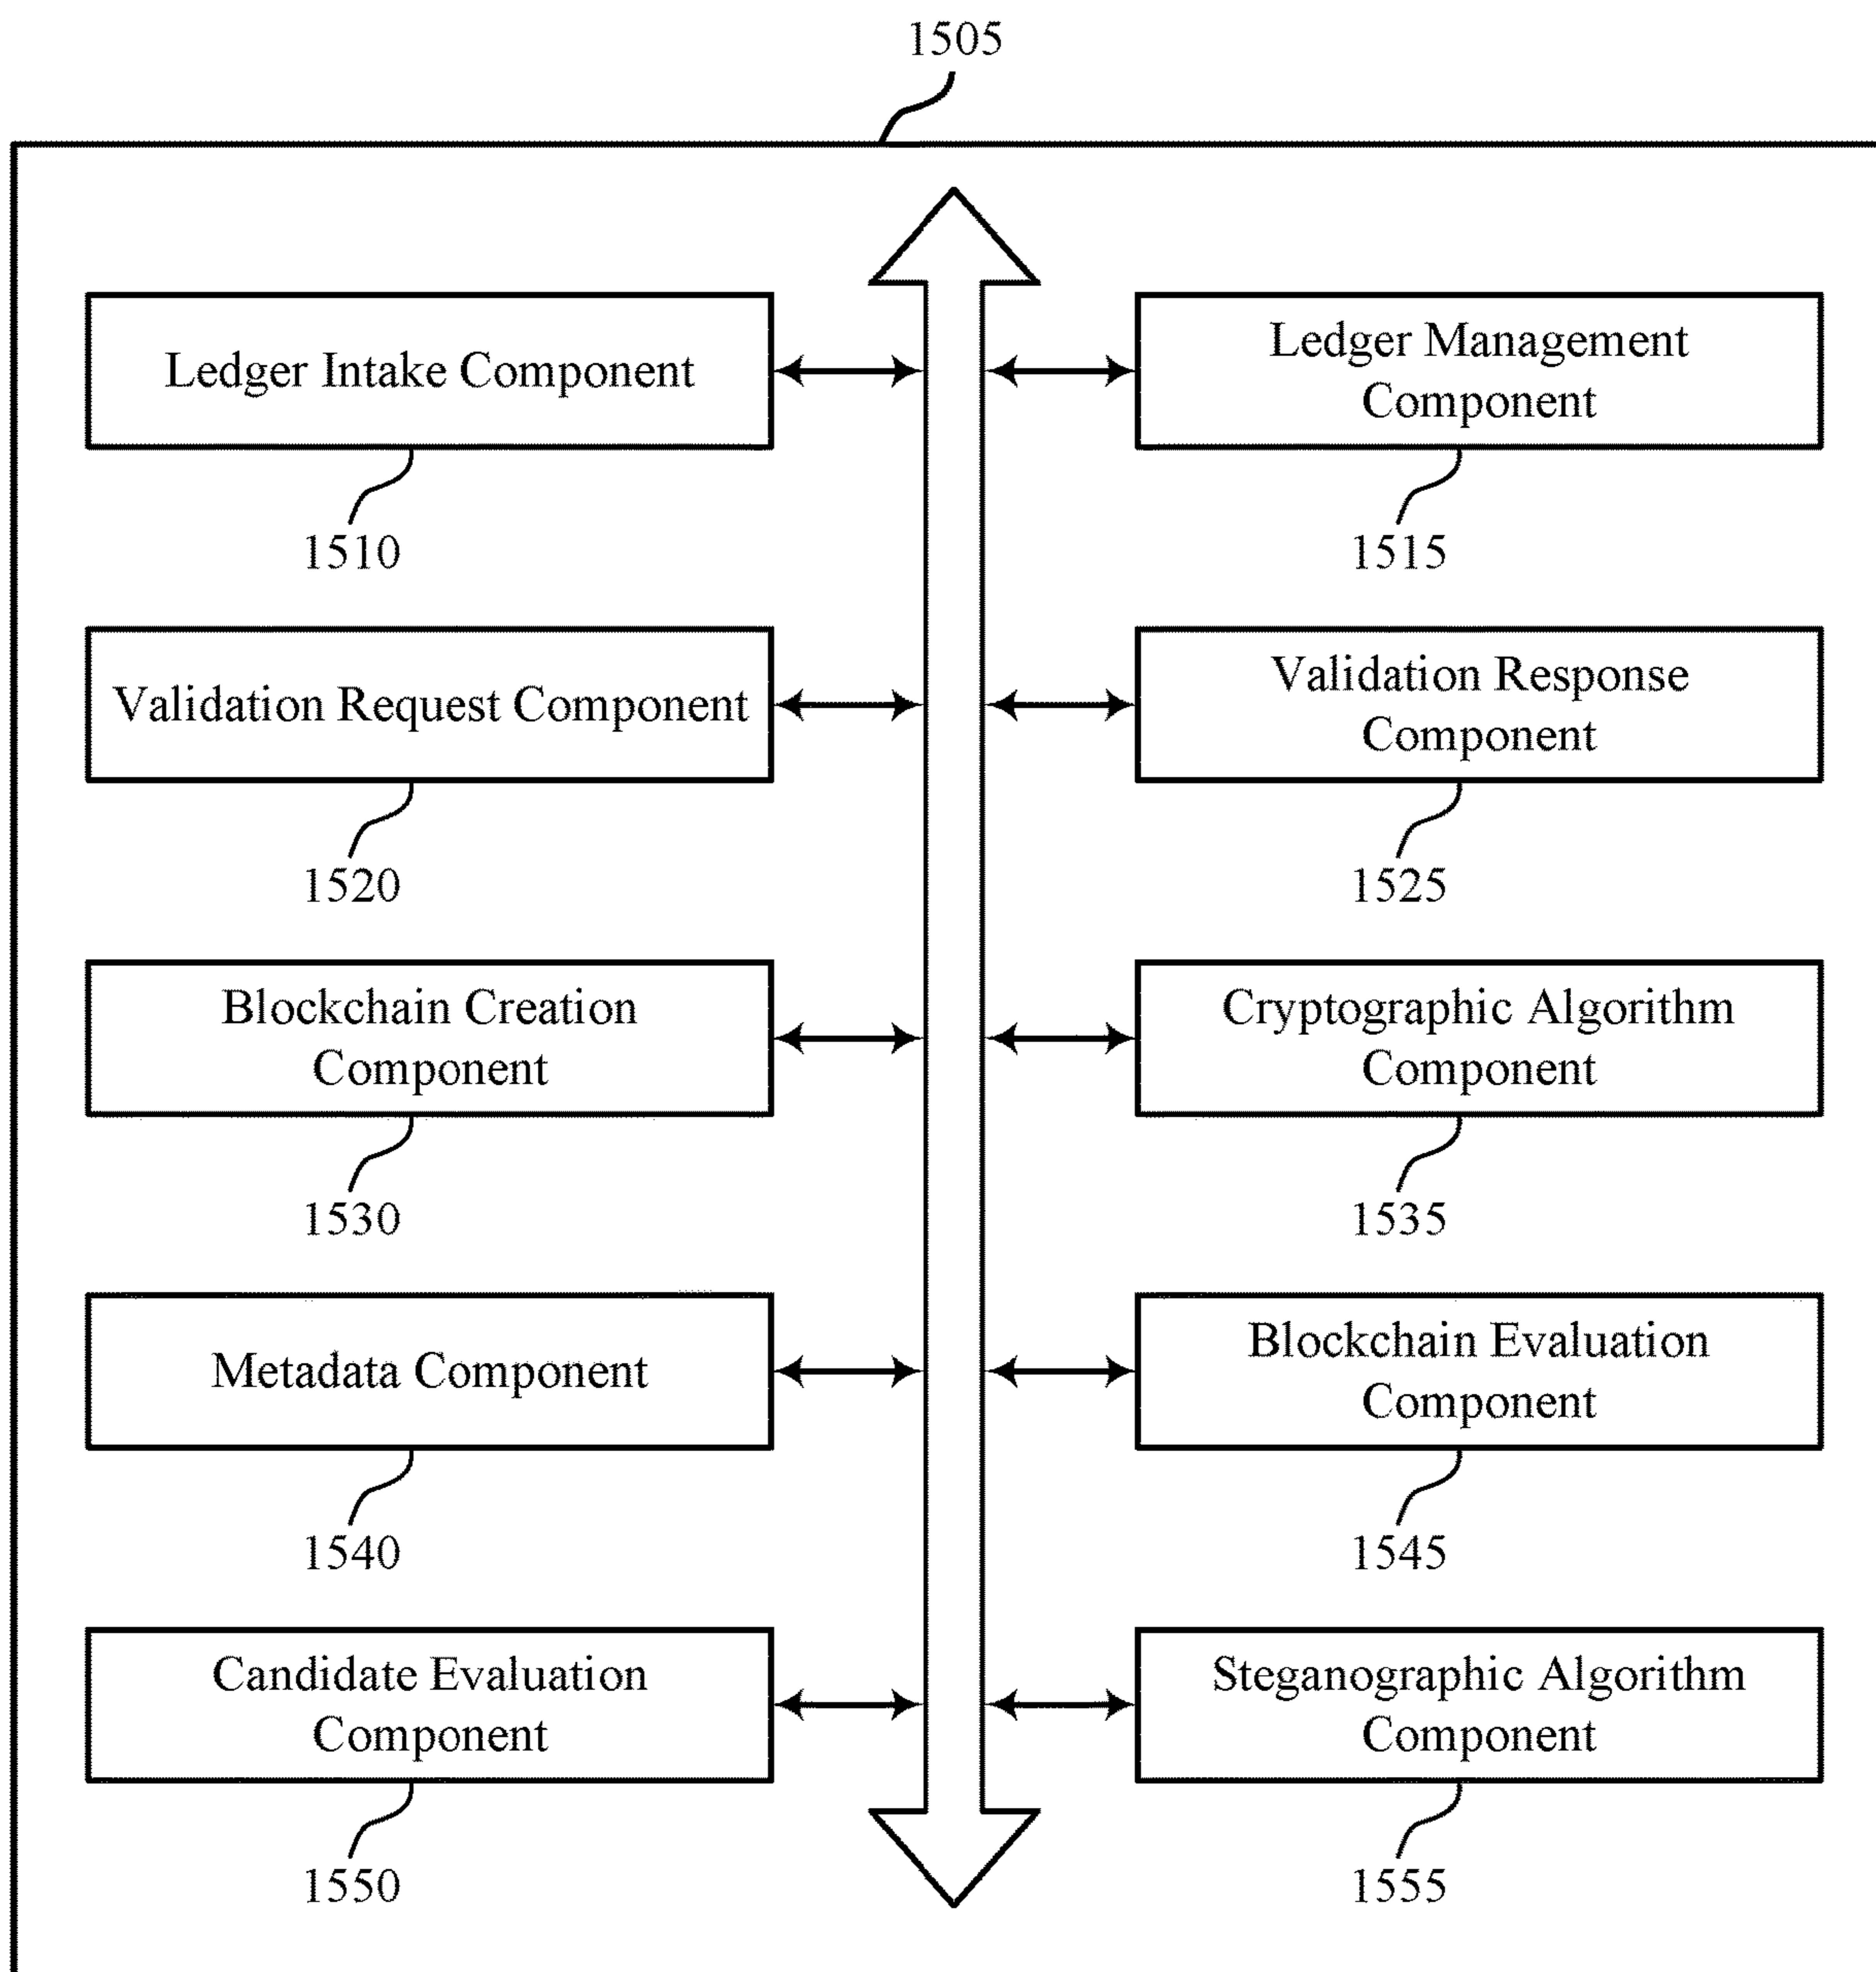 1505
Ledger Intake Component
Ledger Management
Component
1510
1515
Validation Request Component
Validation Response
Component
1520
1525
Blockchain Creation
Component
Cryptographic Algorithm
Component
1530
1535
Metadata Component
Blockchain Evaluation
Component
1540
1545
Candidate Evaluation
Component
Steganographic Algorithm
Component
1550
1555